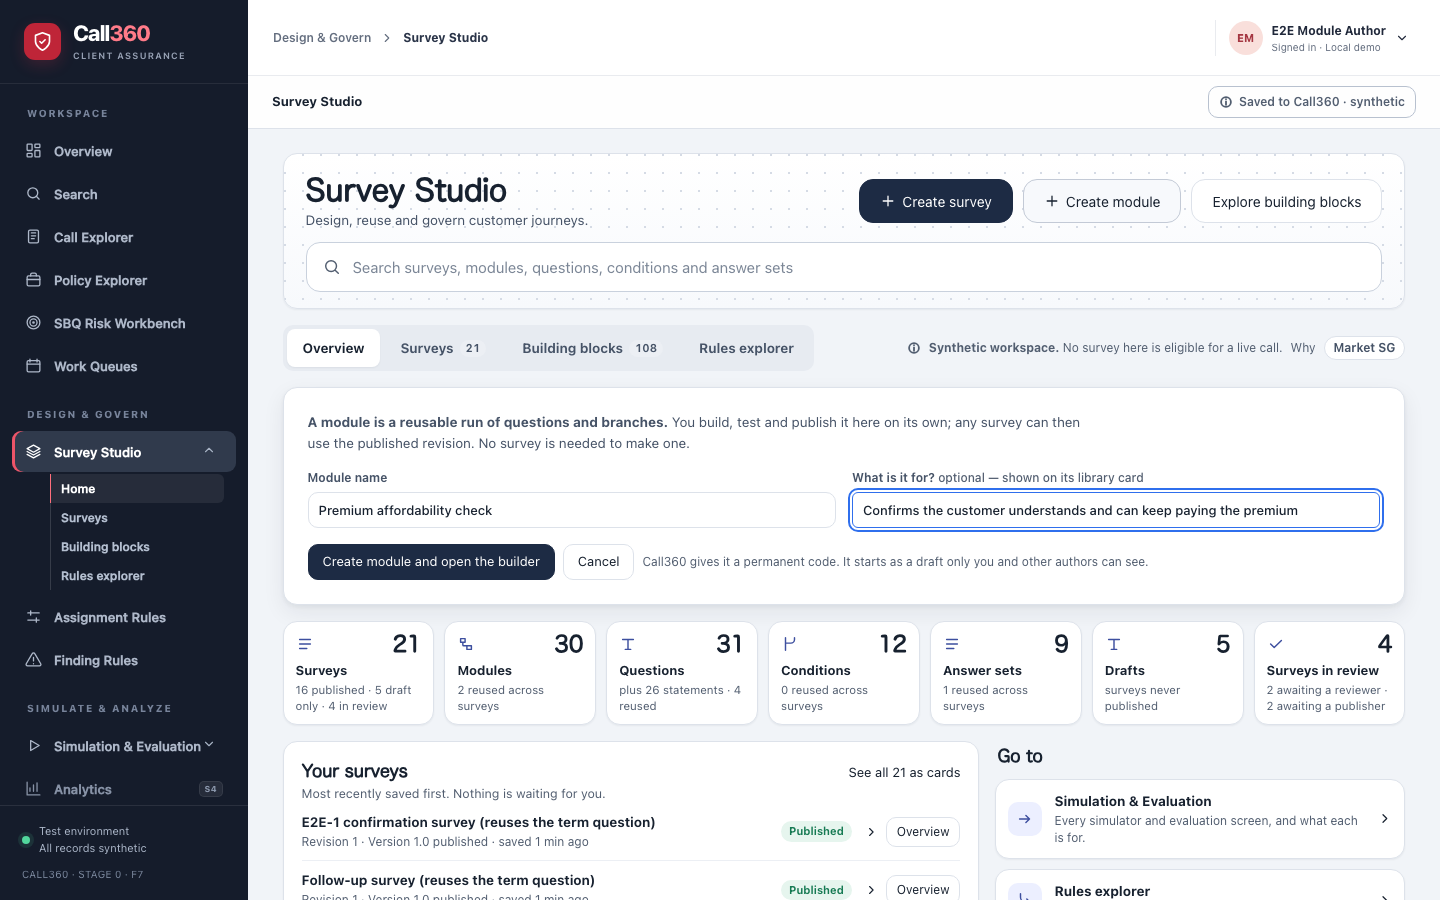 Call360
CLIENT ASSURANCE
WORKSPACE
Overview
Search
Call Explorer
Policy Explorer
SBQ Risk Workbench
Work Queues
DESIGN & GOVERN
Survey Studio
Home
Surveys
Building blocks
Rules explorer
Assignment Rules
Finding Rules
SIMULATE & ANALYZE
Simulation & Evaluation
Analytics S4
Test environment
All records synthetic
CALL360 · STAGE 0 · F7
Design & Govern > Survey Studio
EM
E2E Module Author
Signed in · Local demo
Survey Studio
Saved to Call360 · synthetic
Survey Studio
Design, reuse and govern customer journeys.
+ Create survey
+ Create module
Explore building blocks
Search surveys, modules, questions, conditions and answer sets
Overview
Surveys 21
Building blocks 108
Rules explorer
Synthetic workspace. No survey here is eligible for a live call. Why
Market SG
A module is a reusable run of questions and branches. You build, test and publish it here on its own; any survey can then
use the published revision. No survey is needed to make one.
Module name
Premium affordability check
What is it for? optional — shown on its library card
Confirms the customer understands and can keep paying the premium
Create module and open the builder
Cancel
Call360 gives it a permanent code. It starts as a draft only you and other authors can see.
21
Surveys
16 published · 5 draft
only · 4 in review
30
Modules
2 reused across
surveys
31
Questions
plus 26 statements · 4
reused
12
Conditions
0 reused across
surveys
9
Answer sets
1 reused across
surveys
5
Drafts
surveys never
published
4
Surveys in review
2 awaiting a reviewer ·
2 awaiting a publisher
Your surveys
See all 21 as cards
Most recently saved first. Nothing is waiting for you.
E2E-1 confirmation survey (reuses the term question)
Revision 1 · Version 1.0 published · saved 1 min ago
Published
Overview
Follow-up survey (reuses the term question)
Revision 1 · Version 1.0 published · saved 1 min ago
Published
Overview
Go to
Simulation & Evaluation
Every simulator and evaluation screen, and what each
is for.
Rules explorer